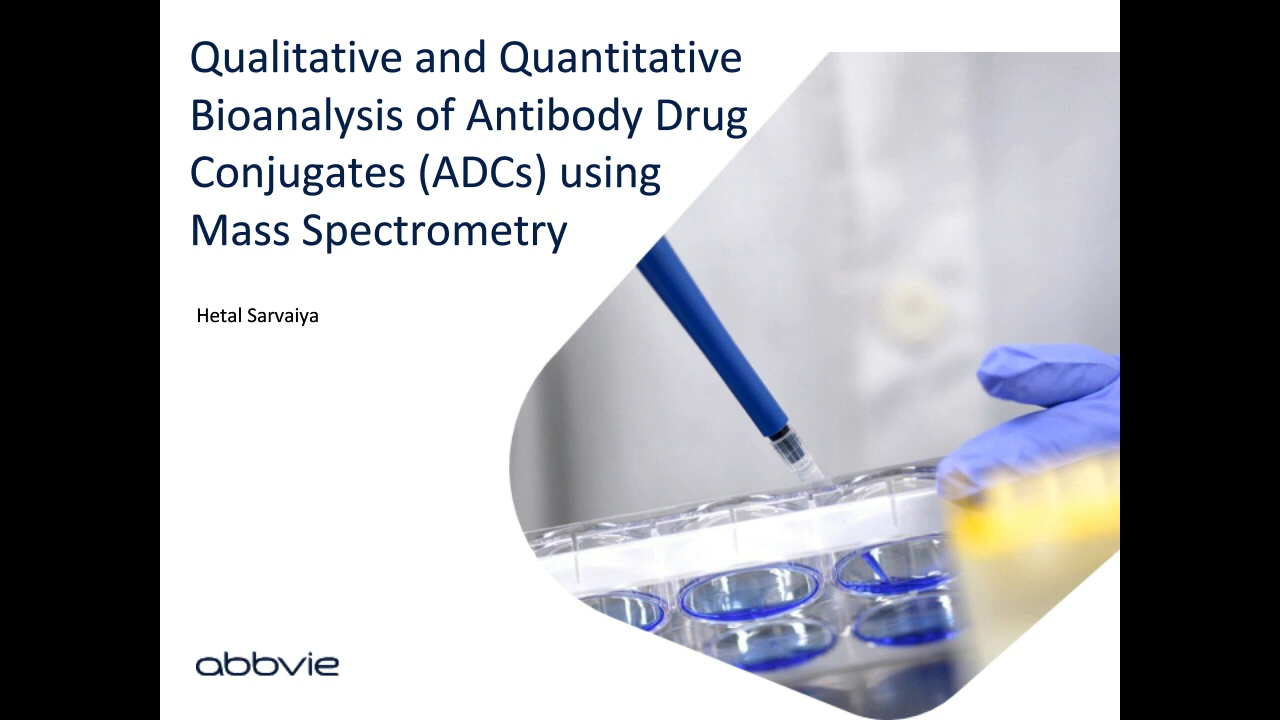 Qualitative and Quantitative
Bioanalysis of Antibody Drug
Conjugates (ADCs) using
Mass Spectrometry
Hetal Sarvaiya
abbvie